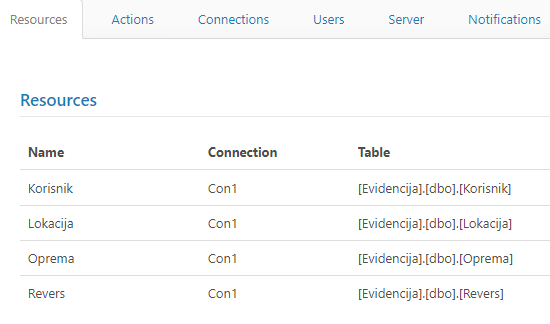 Resources Actions Connections Users Server Notifications
Resources
Name Connection Table
Korisnik Con1 [Evidencija].[dbo].[Korisnik]
Lokacija Con1 [Evidencija].[dbo].[Lokacija]
Oprema Con1 [Evidencija].[dbo].[Oprema]
Revers Con1 [Evidencija].[dbo].[Revers]